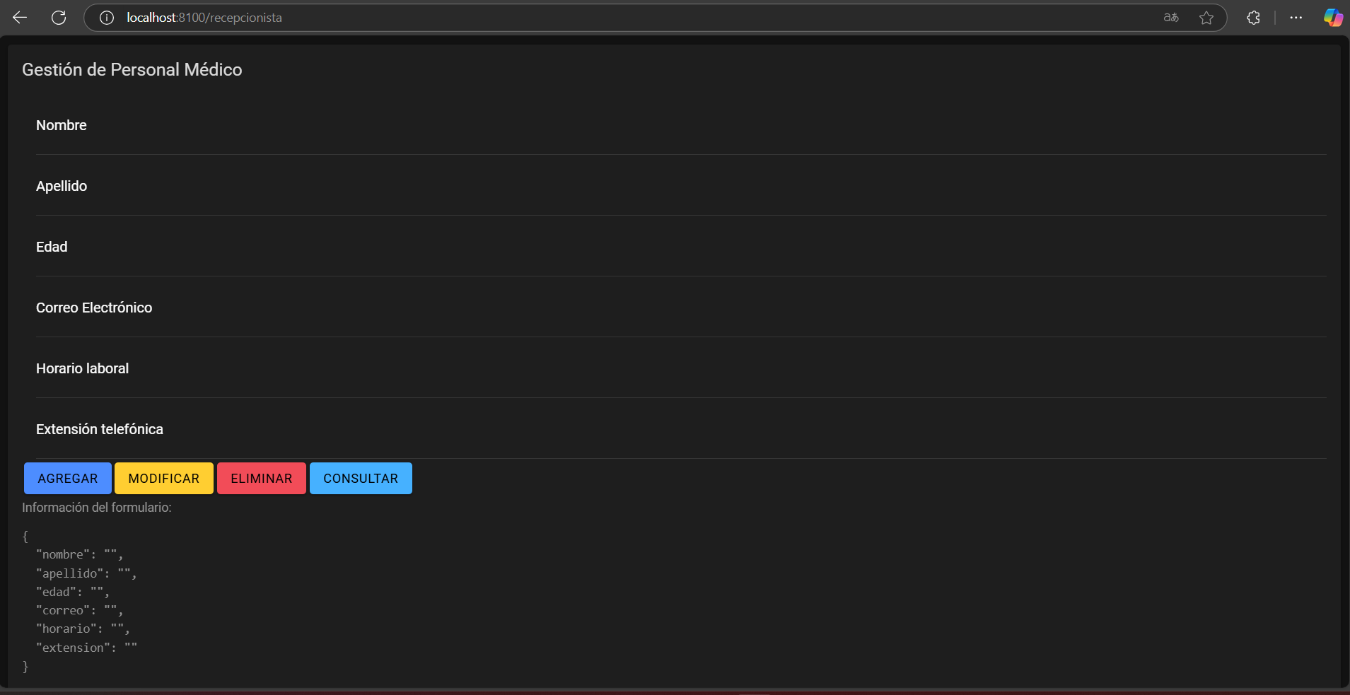 localhost:8100/recepcionista
Gestión de Personal Médico
Nombre
Apellido
Edad
Correo Electrónico
Horario laboral
Extensión telefónica
AGREGAR MODIFICAR ELIMINAR CONSULTAR
Información del formulario:
{
  "nombre": "",
  "apellido": "",
  "edad": "",
  "correo": "",
  "horario": "",
  "extension": ""
}